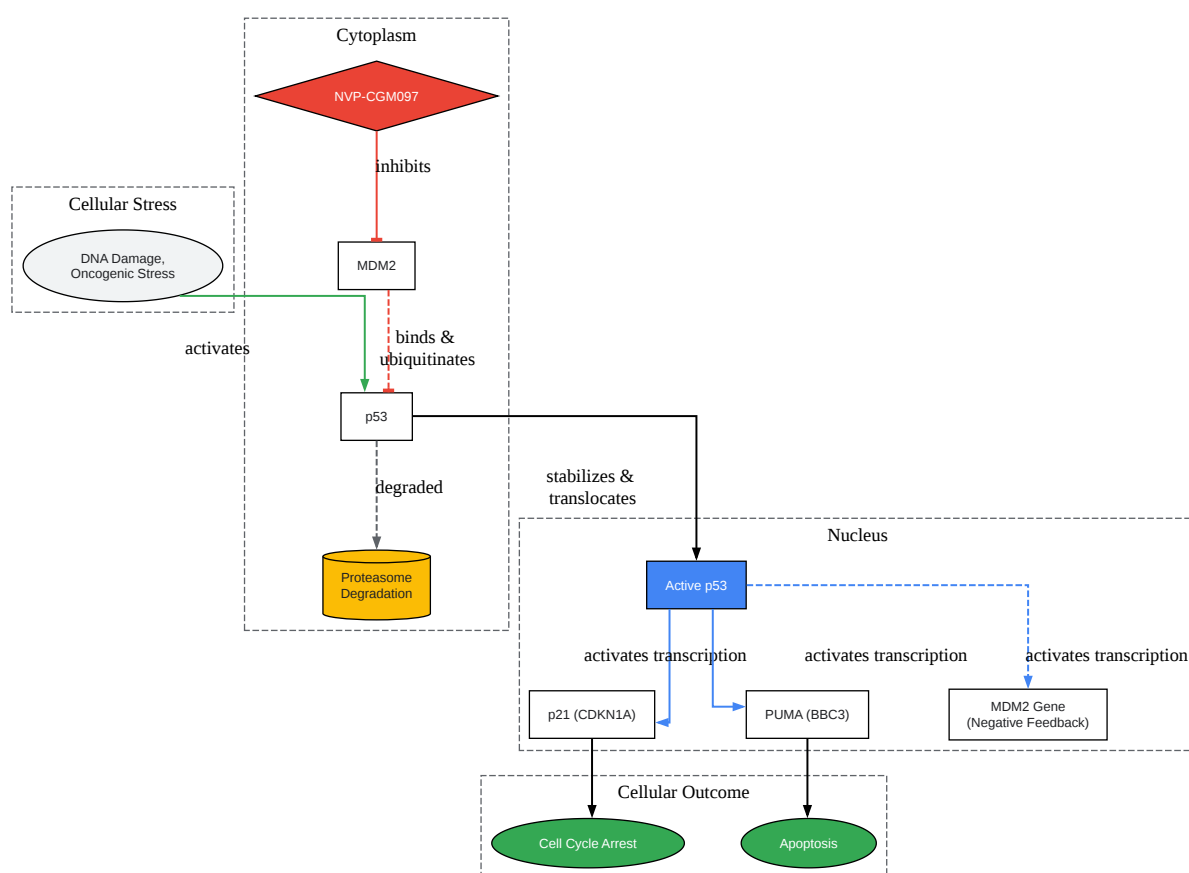 Cytoplasm
NVP-CGM097
inhibits
Cellular Stress
DNA Damage,
Oncogenic Stress
MDM2
activates
binds &
ubiquitinates
p53
degraded
stabilizes &
translocates
Proteasome
Degradation
Nucleus
Active p53
activates transcription
activates transcription
activates transcription
p21 (CDKN1A)
PUMA (BBC3)
MDM2 Gene
(Negative Feedback)
Cellular Outcome
Cell Cycle Arrest
Apoptosis